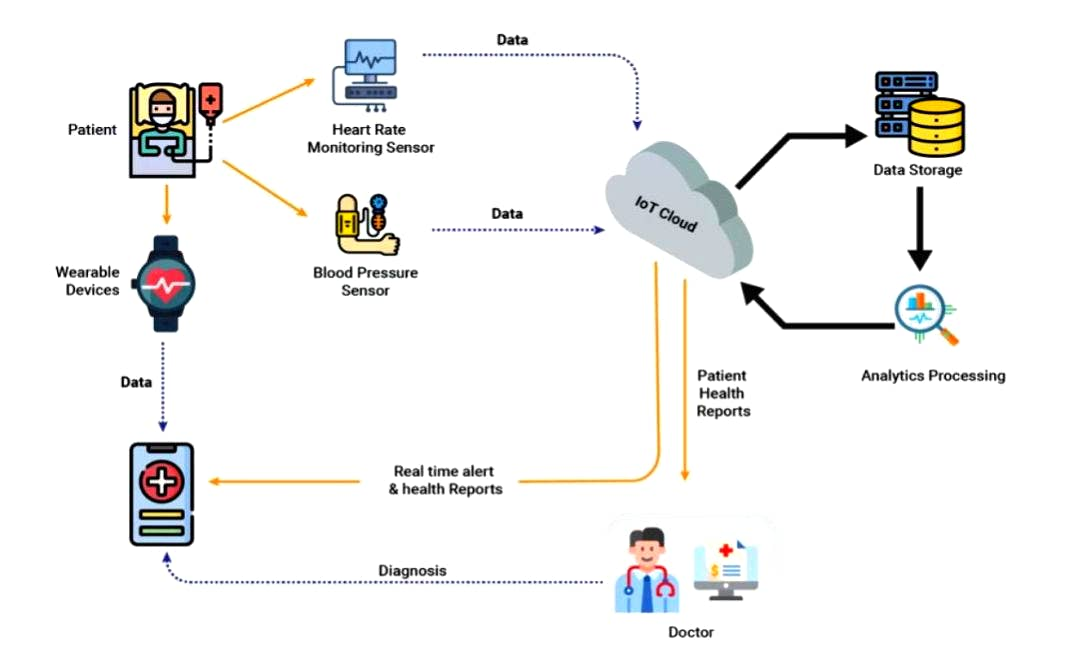 Data
Patient
Heart Rate
Monitoring Sensor
Data Storage
IoT Cloud
Data
Wearable
Devices
Blood Pressure
Sensor
Data
Patient
Health
Reports
Analytics Processing
Real time alert
& health Reports
Diagnosis
Doctor